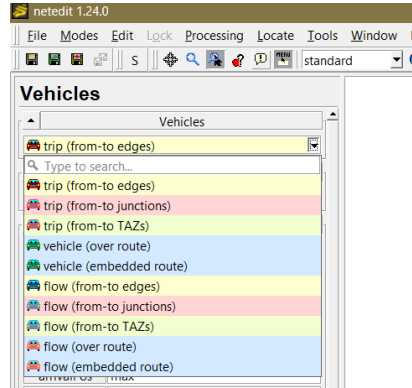 netedit 1.24.0
File Modes Edit Lock Processing Locate Tools Window
S MENU standard
Vehicles
Vehicles
trip (from-to edges)
Type to search...
trip (from-to edges)
trip (from-to junctions)
trip (from-to TAZs)
vehicle (over route)
vehicle (embedded route)
flow (from-to edges)
flow (from-to junctions)
flow (from-to TAZs)
flow (over route)
flow (embedded route)
arrivalPos max